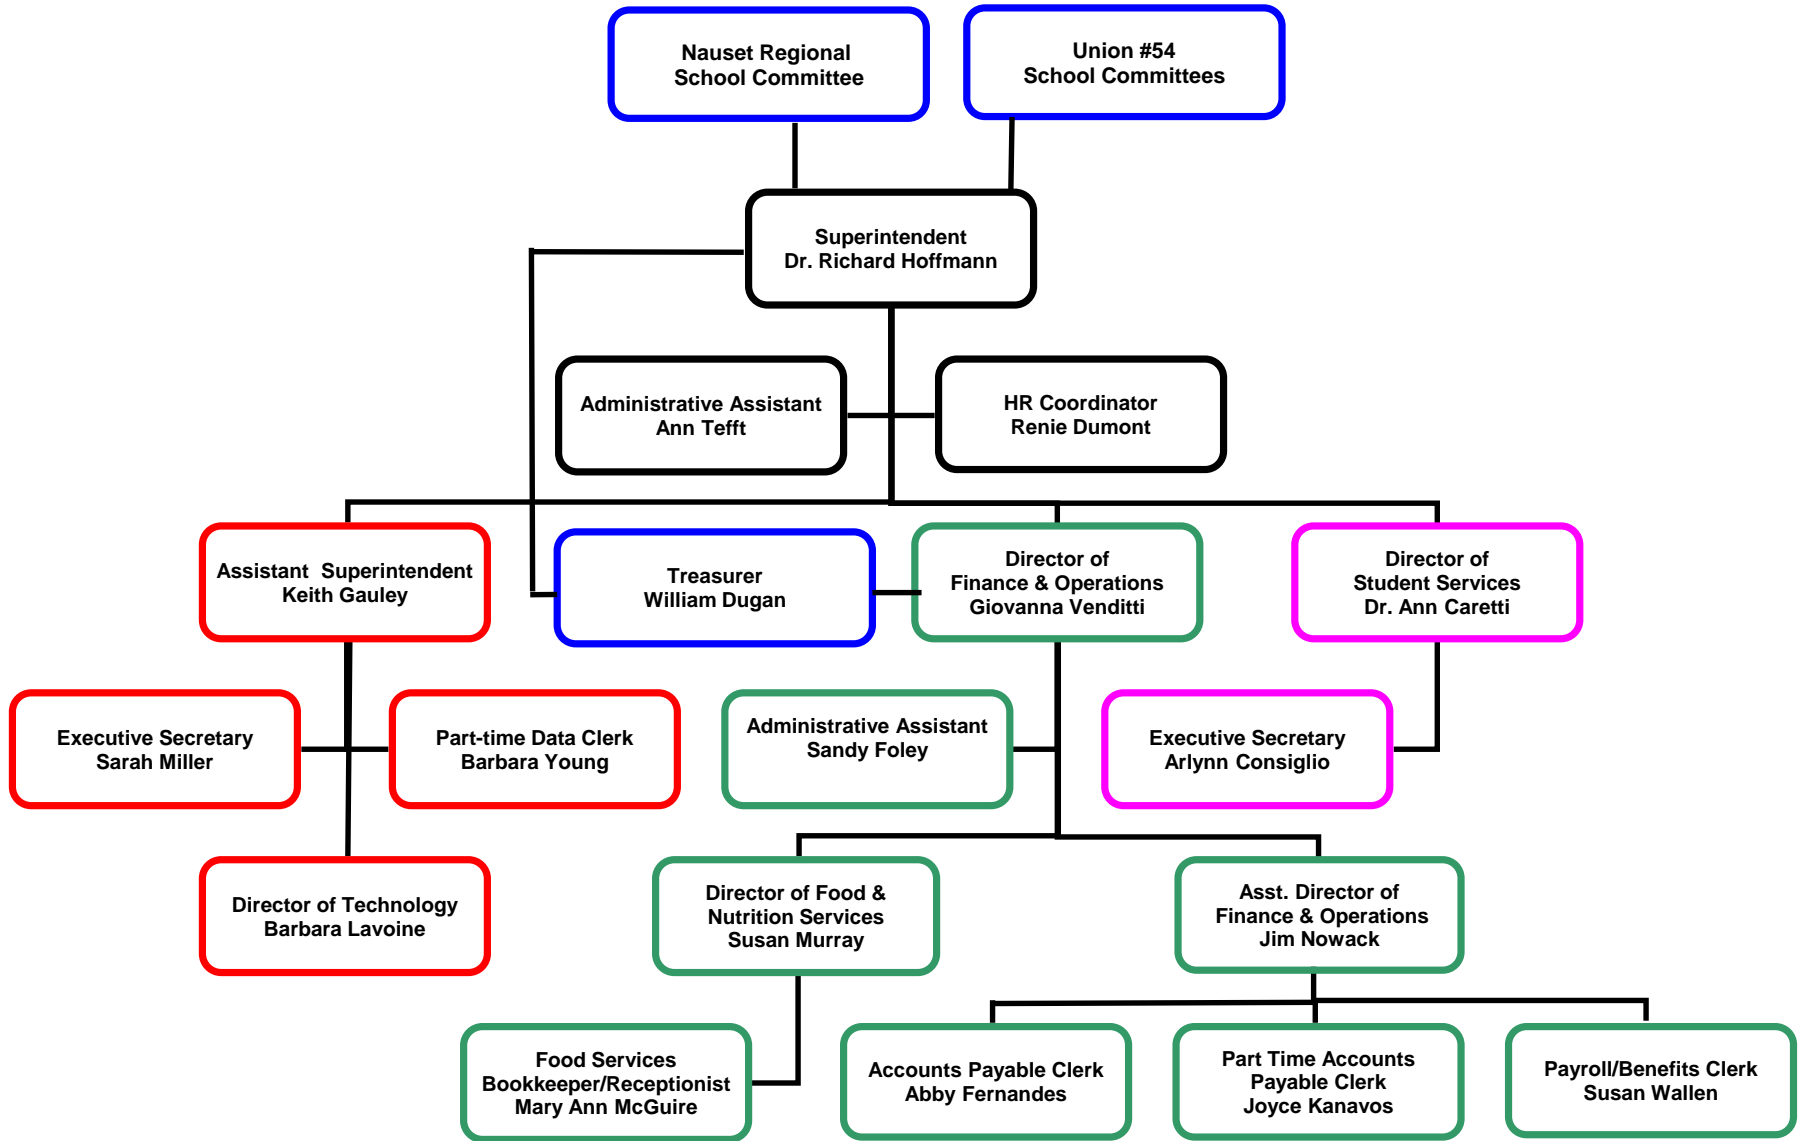 Nauset Regional
School Committee
Union #54
School Committees
Superintendent
Dr. Richard Hoffmann
Administrative Assistant
Ann Tefft
HR Coordinator
Renie Dumont
Assistant  Superintendent
Keith Gauley
Treasurer
William Dugan
Director of
Finance & Operations
Giovanna Venditti
Director of
Student Services
Dr. Ann Caretti
Executive Secretary
Sarah Miller
Part-time Data Clerk
Barbara Young
Administrative Assistant
Sandy Foley
Executive Secretary
Arlynn Consiglio
Director of Technology
Barbara Lavoine
Director of Food &
Nutrition Services
Susan Murray
Asst. Director of
Finance & Operations
Jim Nowack
Food Services
Bookkeeper/Receptionist
Mary Ann McGuire
Accounts Payable Clerk
Abby Fernandes
Part Time Accounts
Payable Clerk
Joyce Kanavos
Payroll/Benefits Clerk
Susan Wallen